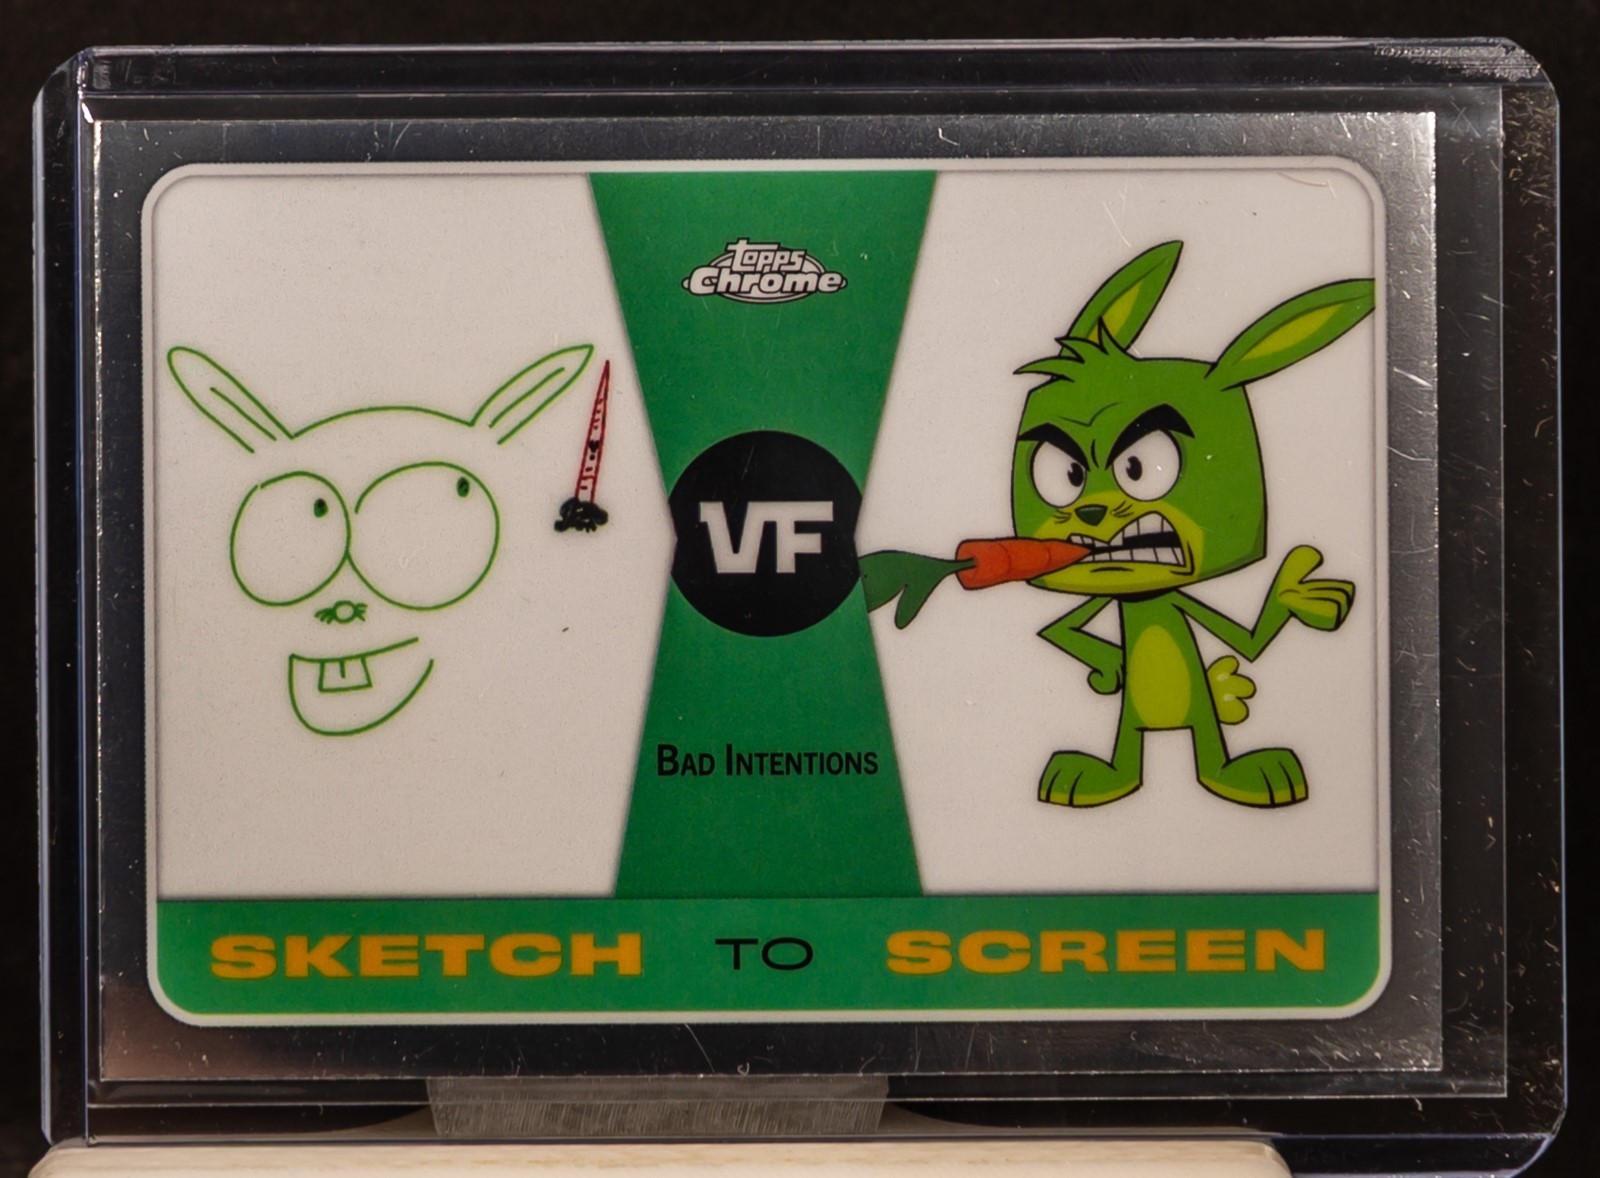 topps
Chrome
VF
BAD INTENTIONS
SKETCH TO SCREEN